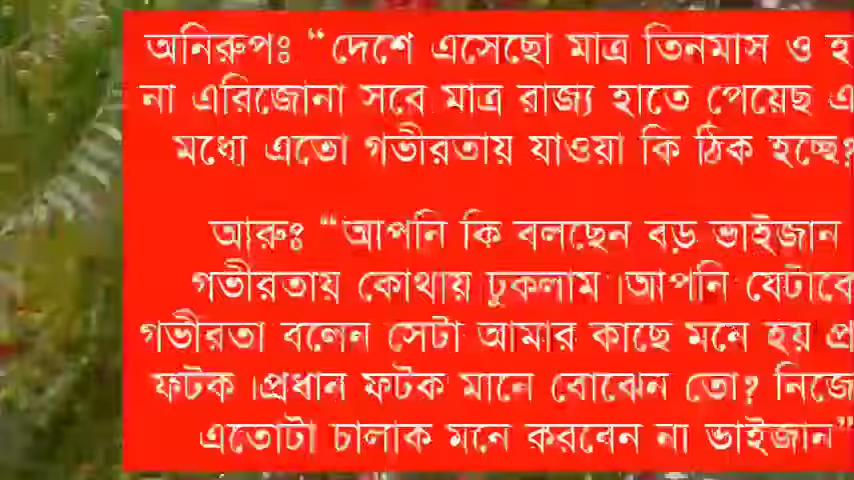 অনিরুপঃ “দেশে এসেছো মাত্র তিনমাস ও হ
না এরিজোনা সবে মাত্র রাজ্য হাতে পেয়েছ এ
মধ্যে এতো গভীরতায় যাওয়া কি ঠিক হচ্ছে?
আরুঃ “আপনি কি বলছেন বড় ভাইজান
গভীরতায় কোথায় ঢুকলাম।আপনি যেটাকে
গভীরতা বলেন সেটা আমার কাছে মনে হয় প্র
ফটক।প্রধান ফটক মানে বোঝেন তো? নিজে
এতোটা চালাক মনে করবেন না ভাইজান”